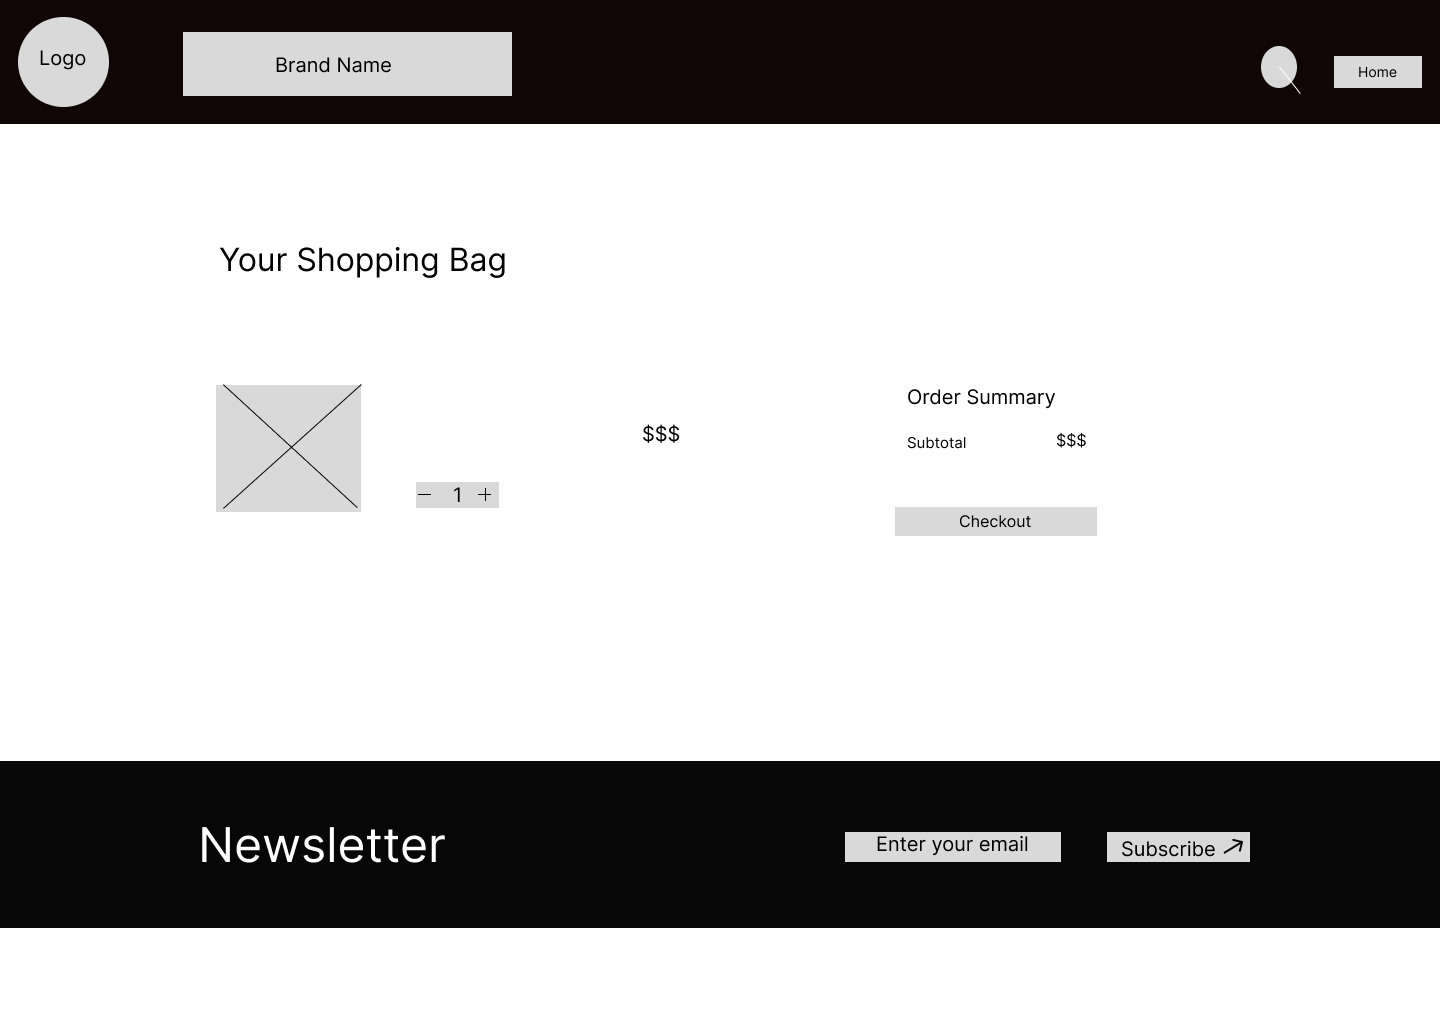 Logo
Brand Name
Home
Your Shopping Bag
Order Summary
$$$
Subtotal
$$$
1
Checkout
Newsletter
Enter your email
Subscribe